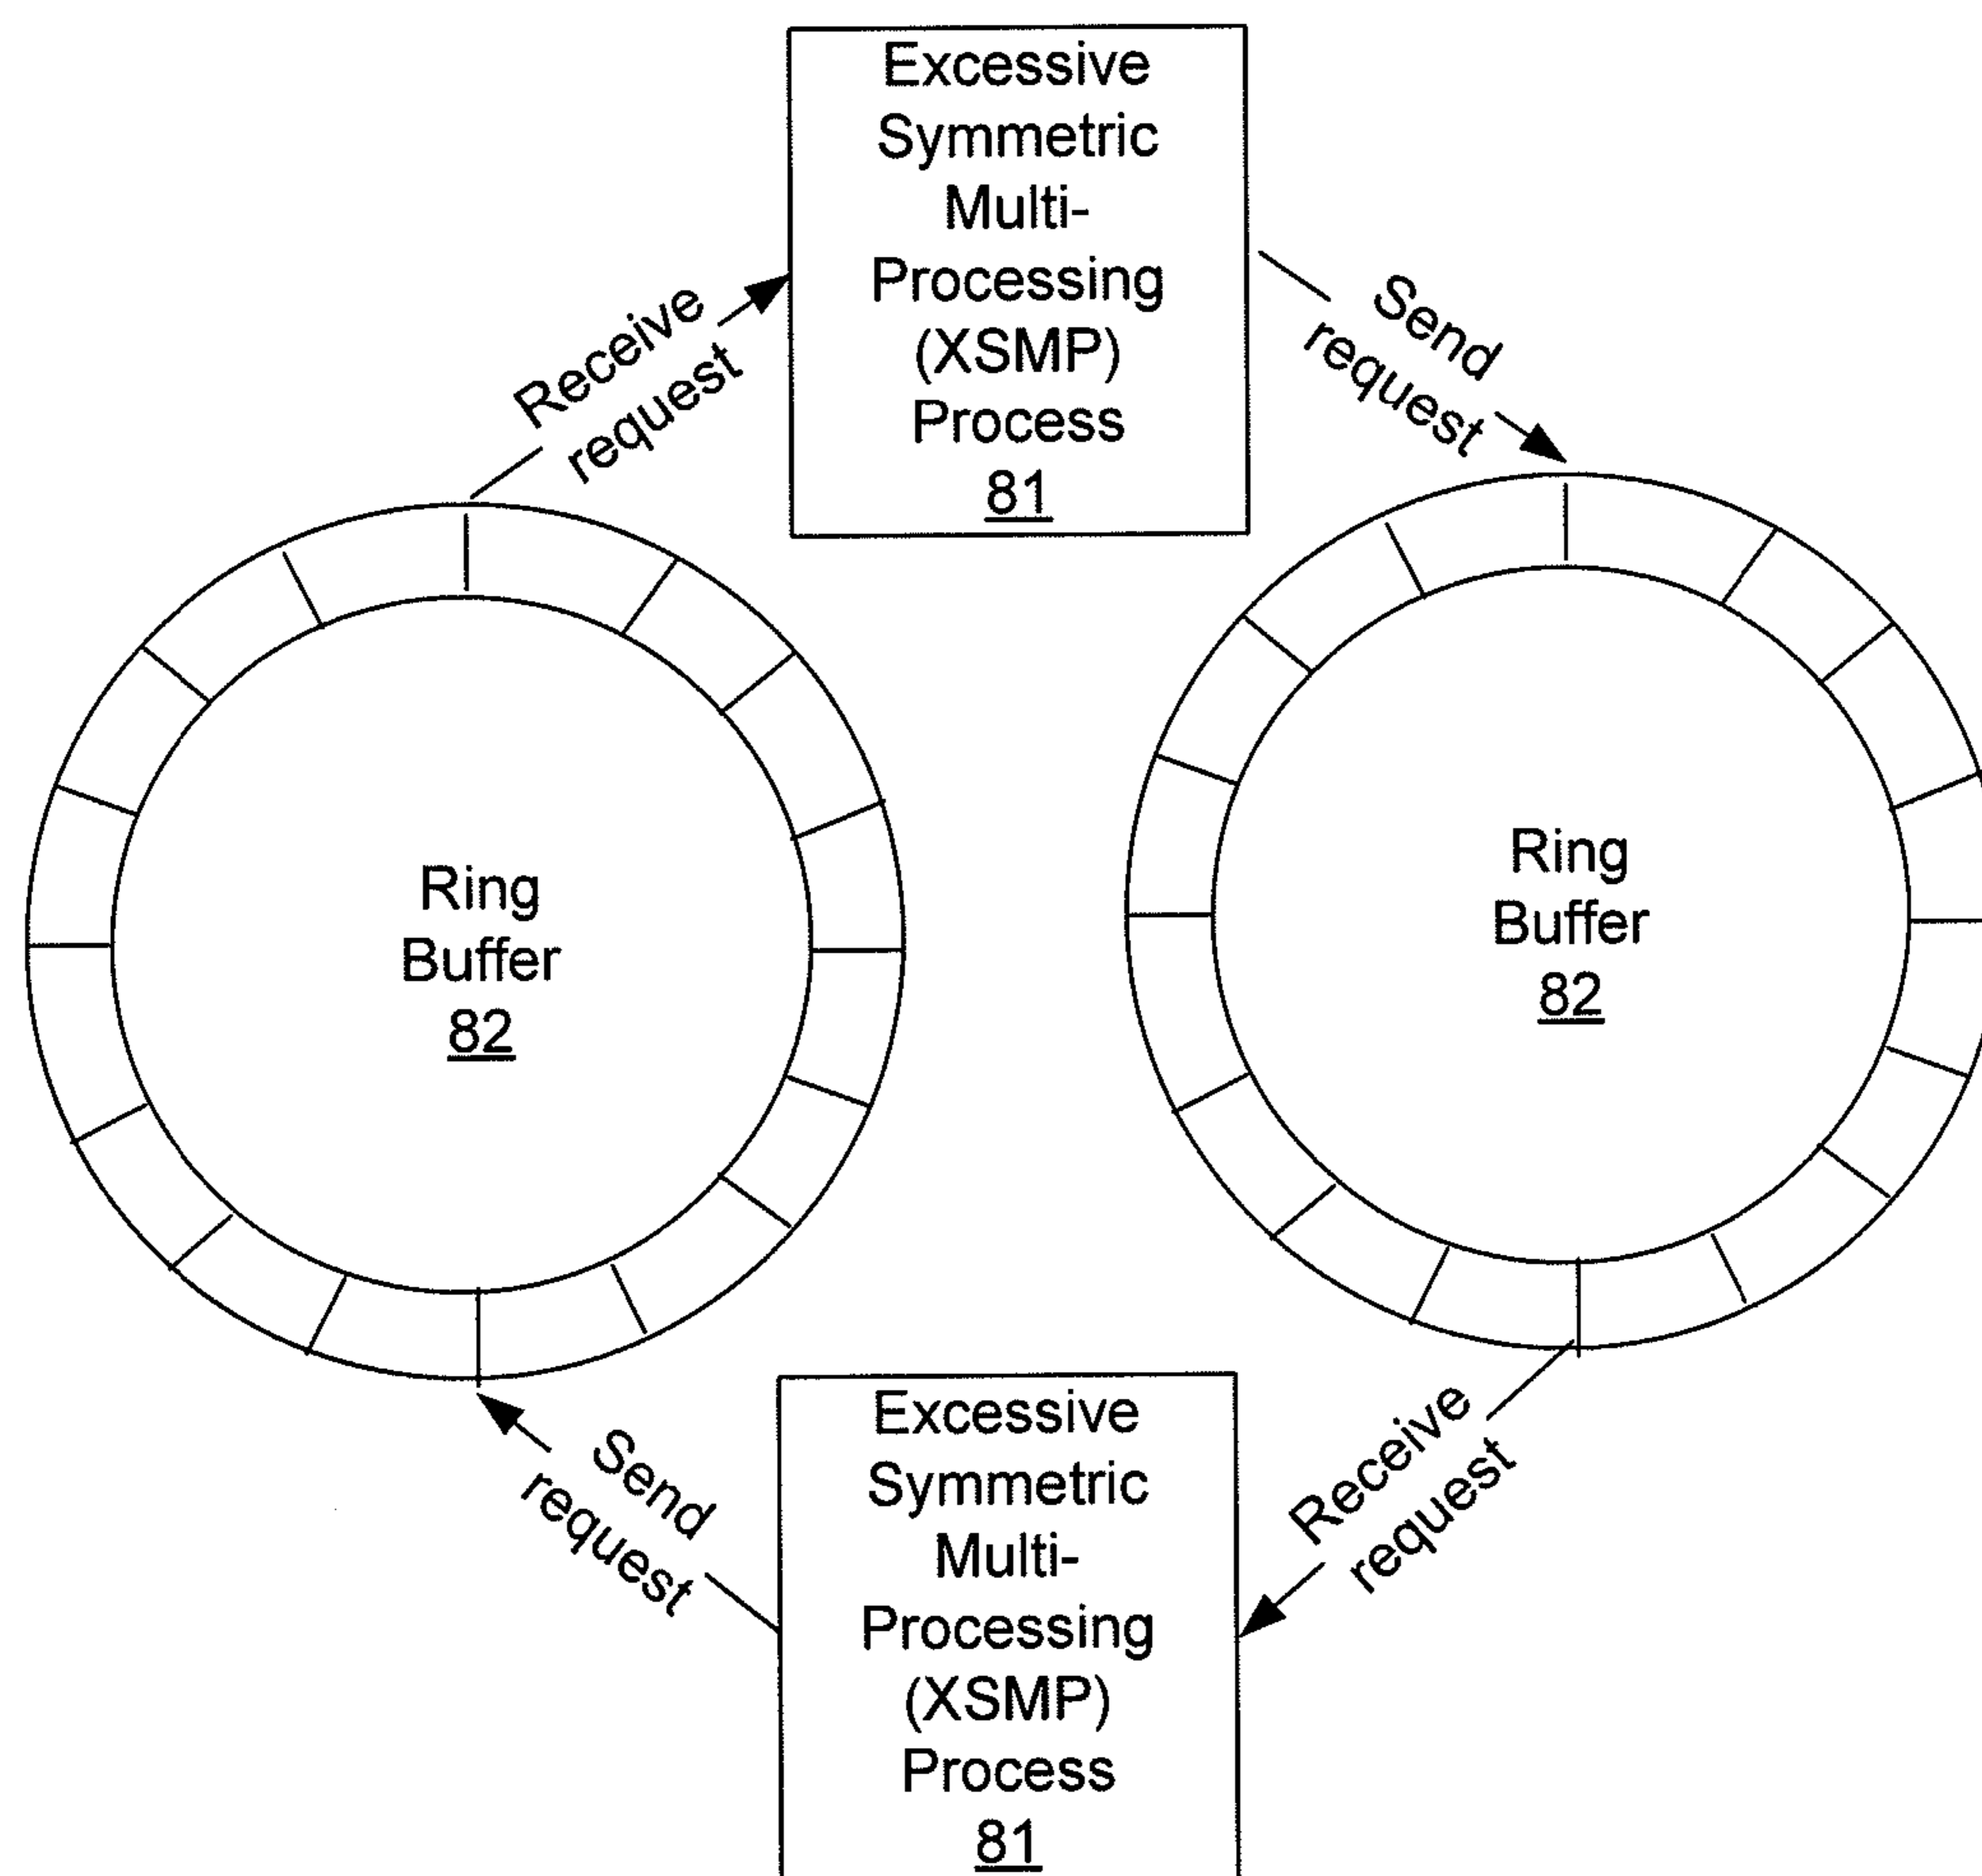 Excessive
Symmetric
Multi-
Processing
(XSMP)
Process
81
Receive
request
Send
request
Ring
Buffer
82
Ring
Buffer
82
Send
request
Receive
request
Excessive
Symmetric
Multi-
Processing
(XSMP)
Process
81